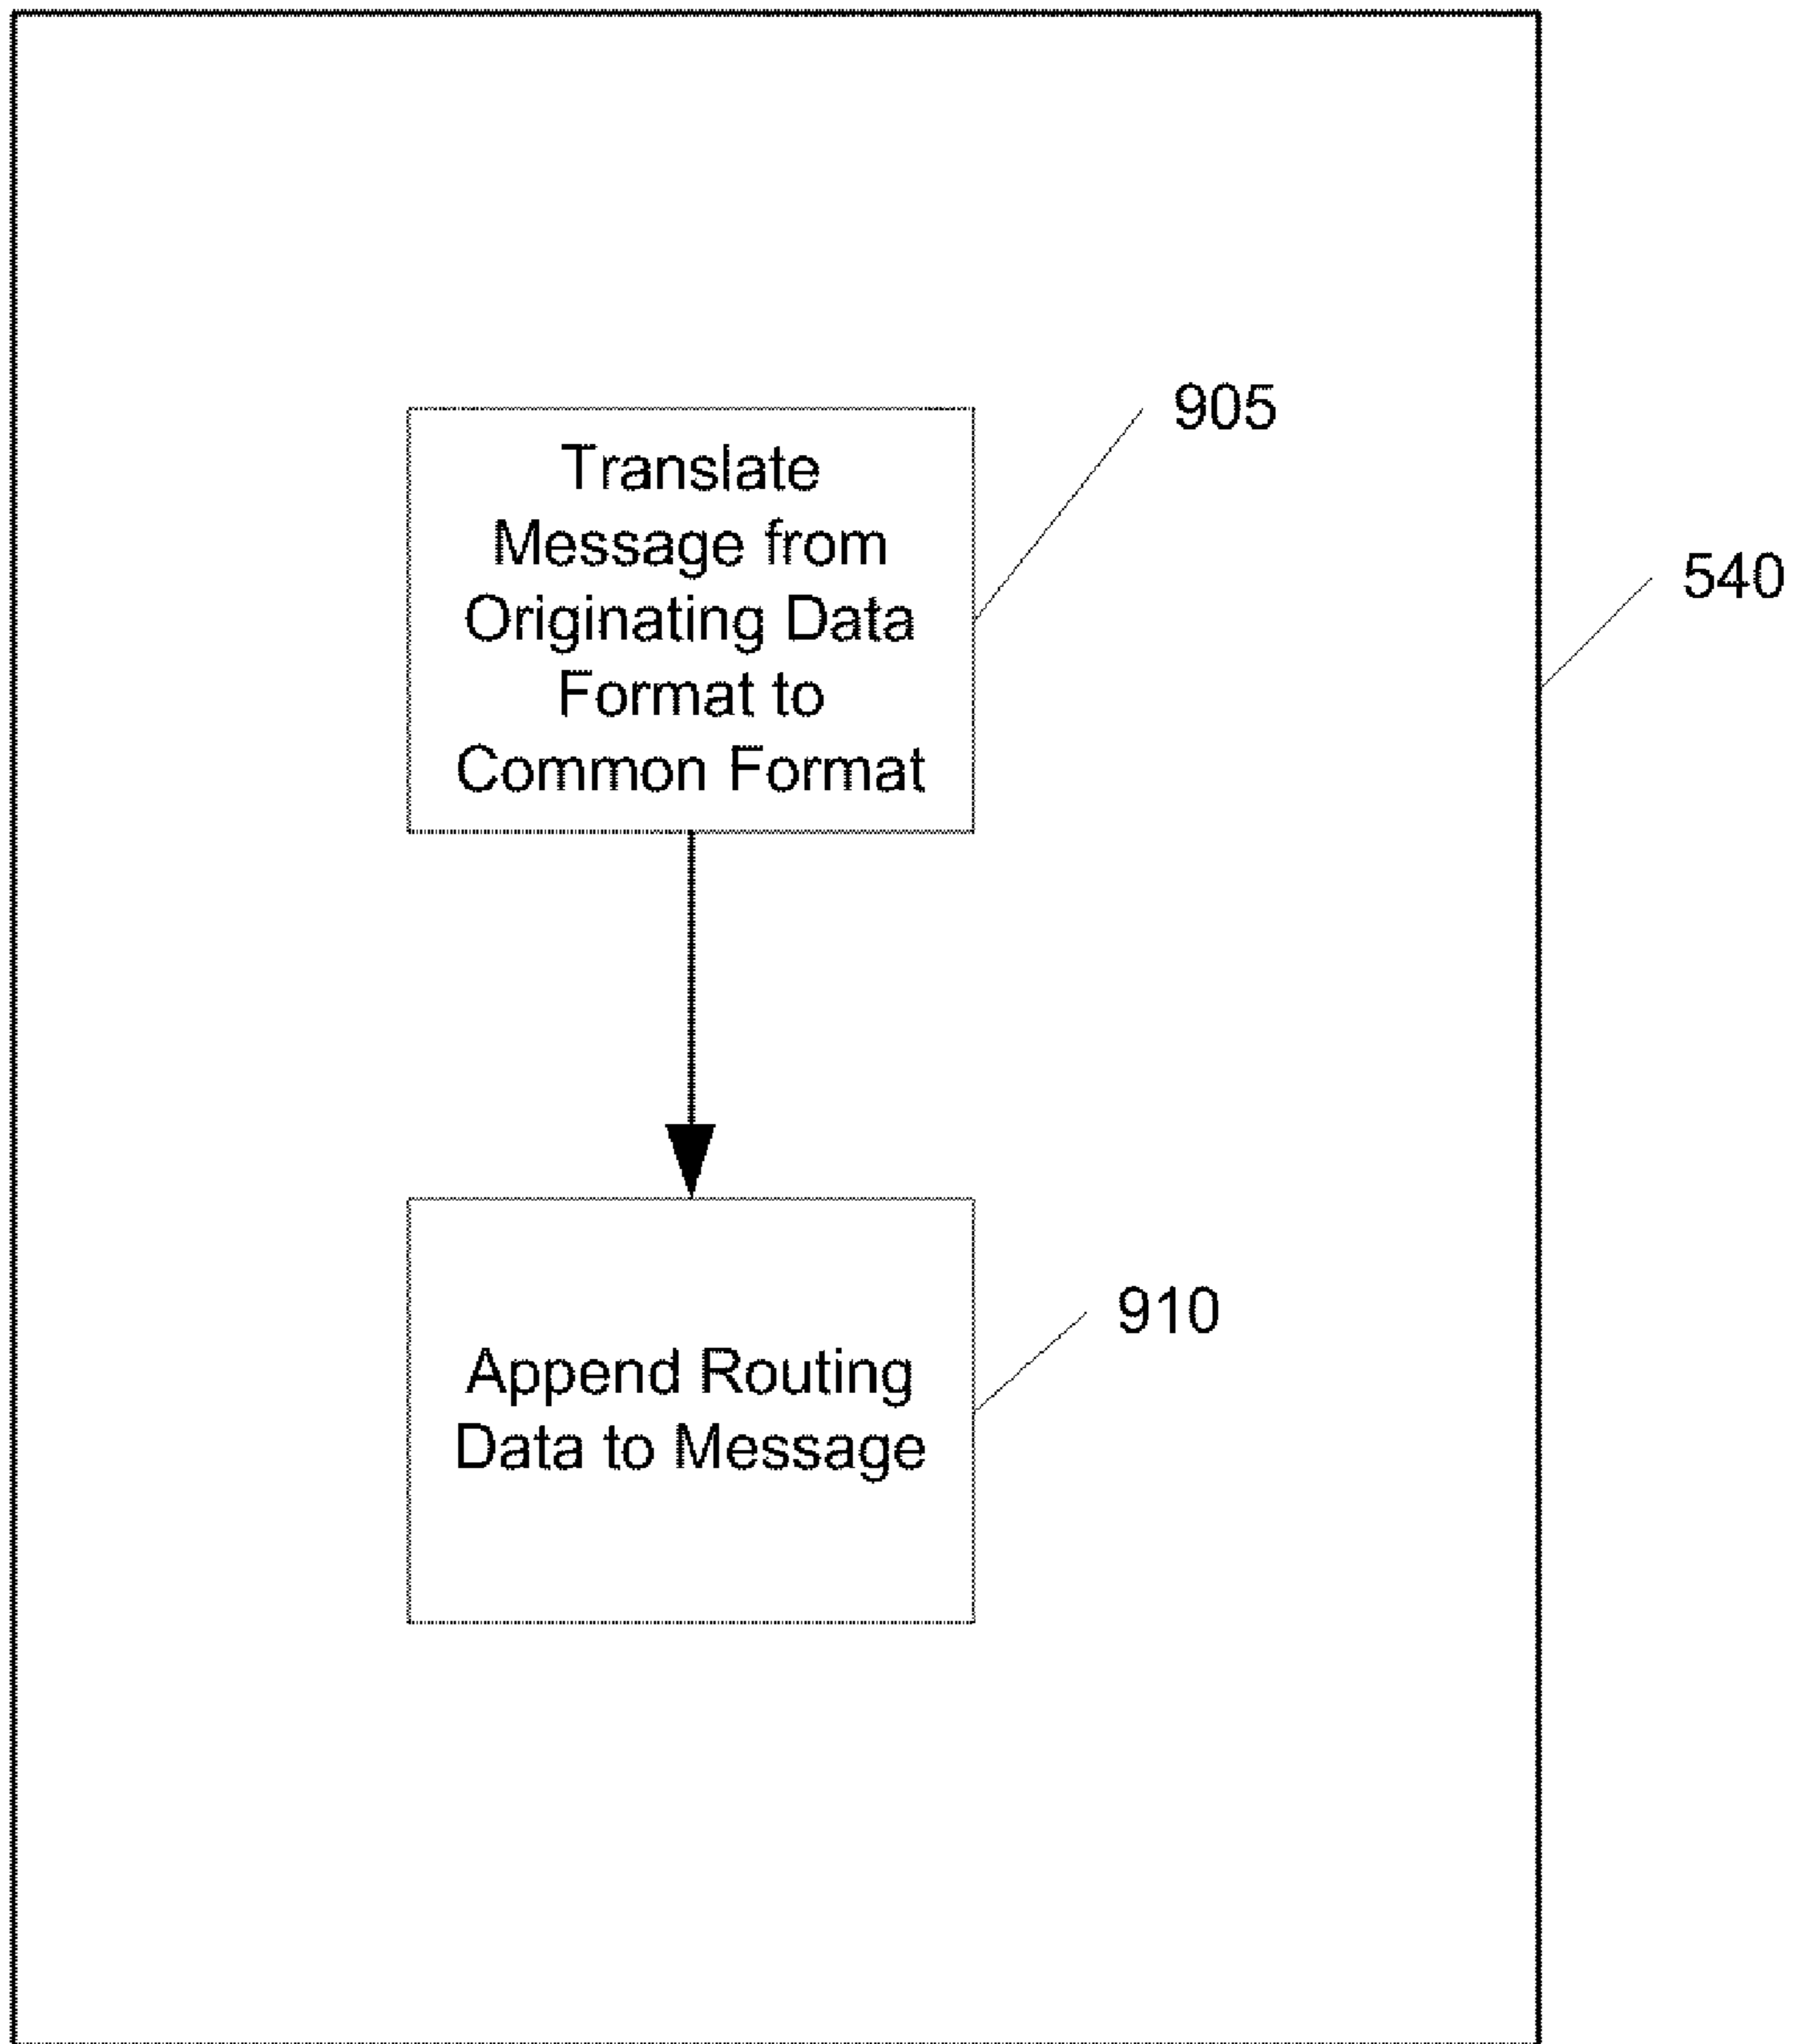 905
Translate
Message from
Originating Data
Format to
Common Format
540
910
Append Routing
Data to Message